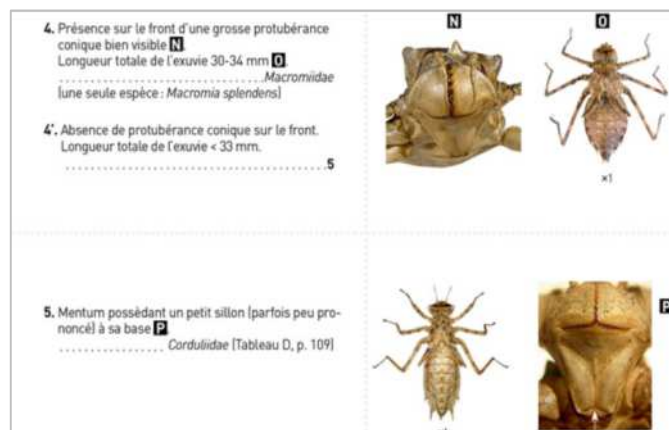 4. Présence sur le front d'une grosse protubérance
conique bien visible N.
Longueur totale de l'exuvie 30-34 mm O.
........................................Macromiidae
(une seule espèce : Macromia splendens)
4'. Absence de protubérance conique sur le front.
Longueur totale de l'exuvie < 33 mm.
........................................5
N
O
×1
5. Mentum possédant un petit sillon (parfois peu pro-
noncé) à sa base P.
................ Corduliidae (Tableau D, p. 109)
P